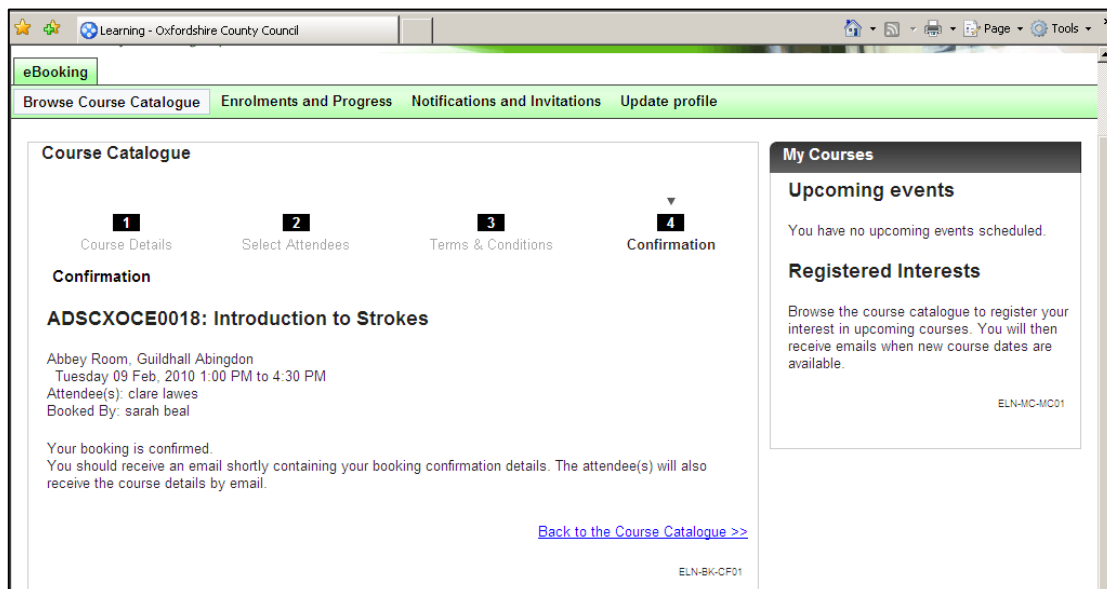 Learning - Oxfordshire County Council
Page
Tools
eBooking
Browse Course Catalogue Enrolments and Progress Notifications and Invitations Update profile
Course Catalogue
1 2 3 4
Course Details Select Attendees Terms & Conditions Confirmation
Confirmation
ADSCXOCE0018: Introduction to Strokes
Abbey Room, Guildhall Abingdon
Tuesday 09 Feb, 2010 1:00 PM to 4:30 PM
Attendee(s): clare lawes
Booked By: sarah beal
Your booking is confirmed.
You should receive an email shortly containing your booking confirmation details. The attendee(s) will also
receive the course details by email.
Back to the Course Catalogue >>
ELN-BK-CF01
My Courses
Upcoming events
You have no upcoming events scheduled.
Registered Interests
Browse the course catalogue to register your
interest in upcoming courses. You will then
receive emails when new course dates are
available.
ELN-MC-MC01